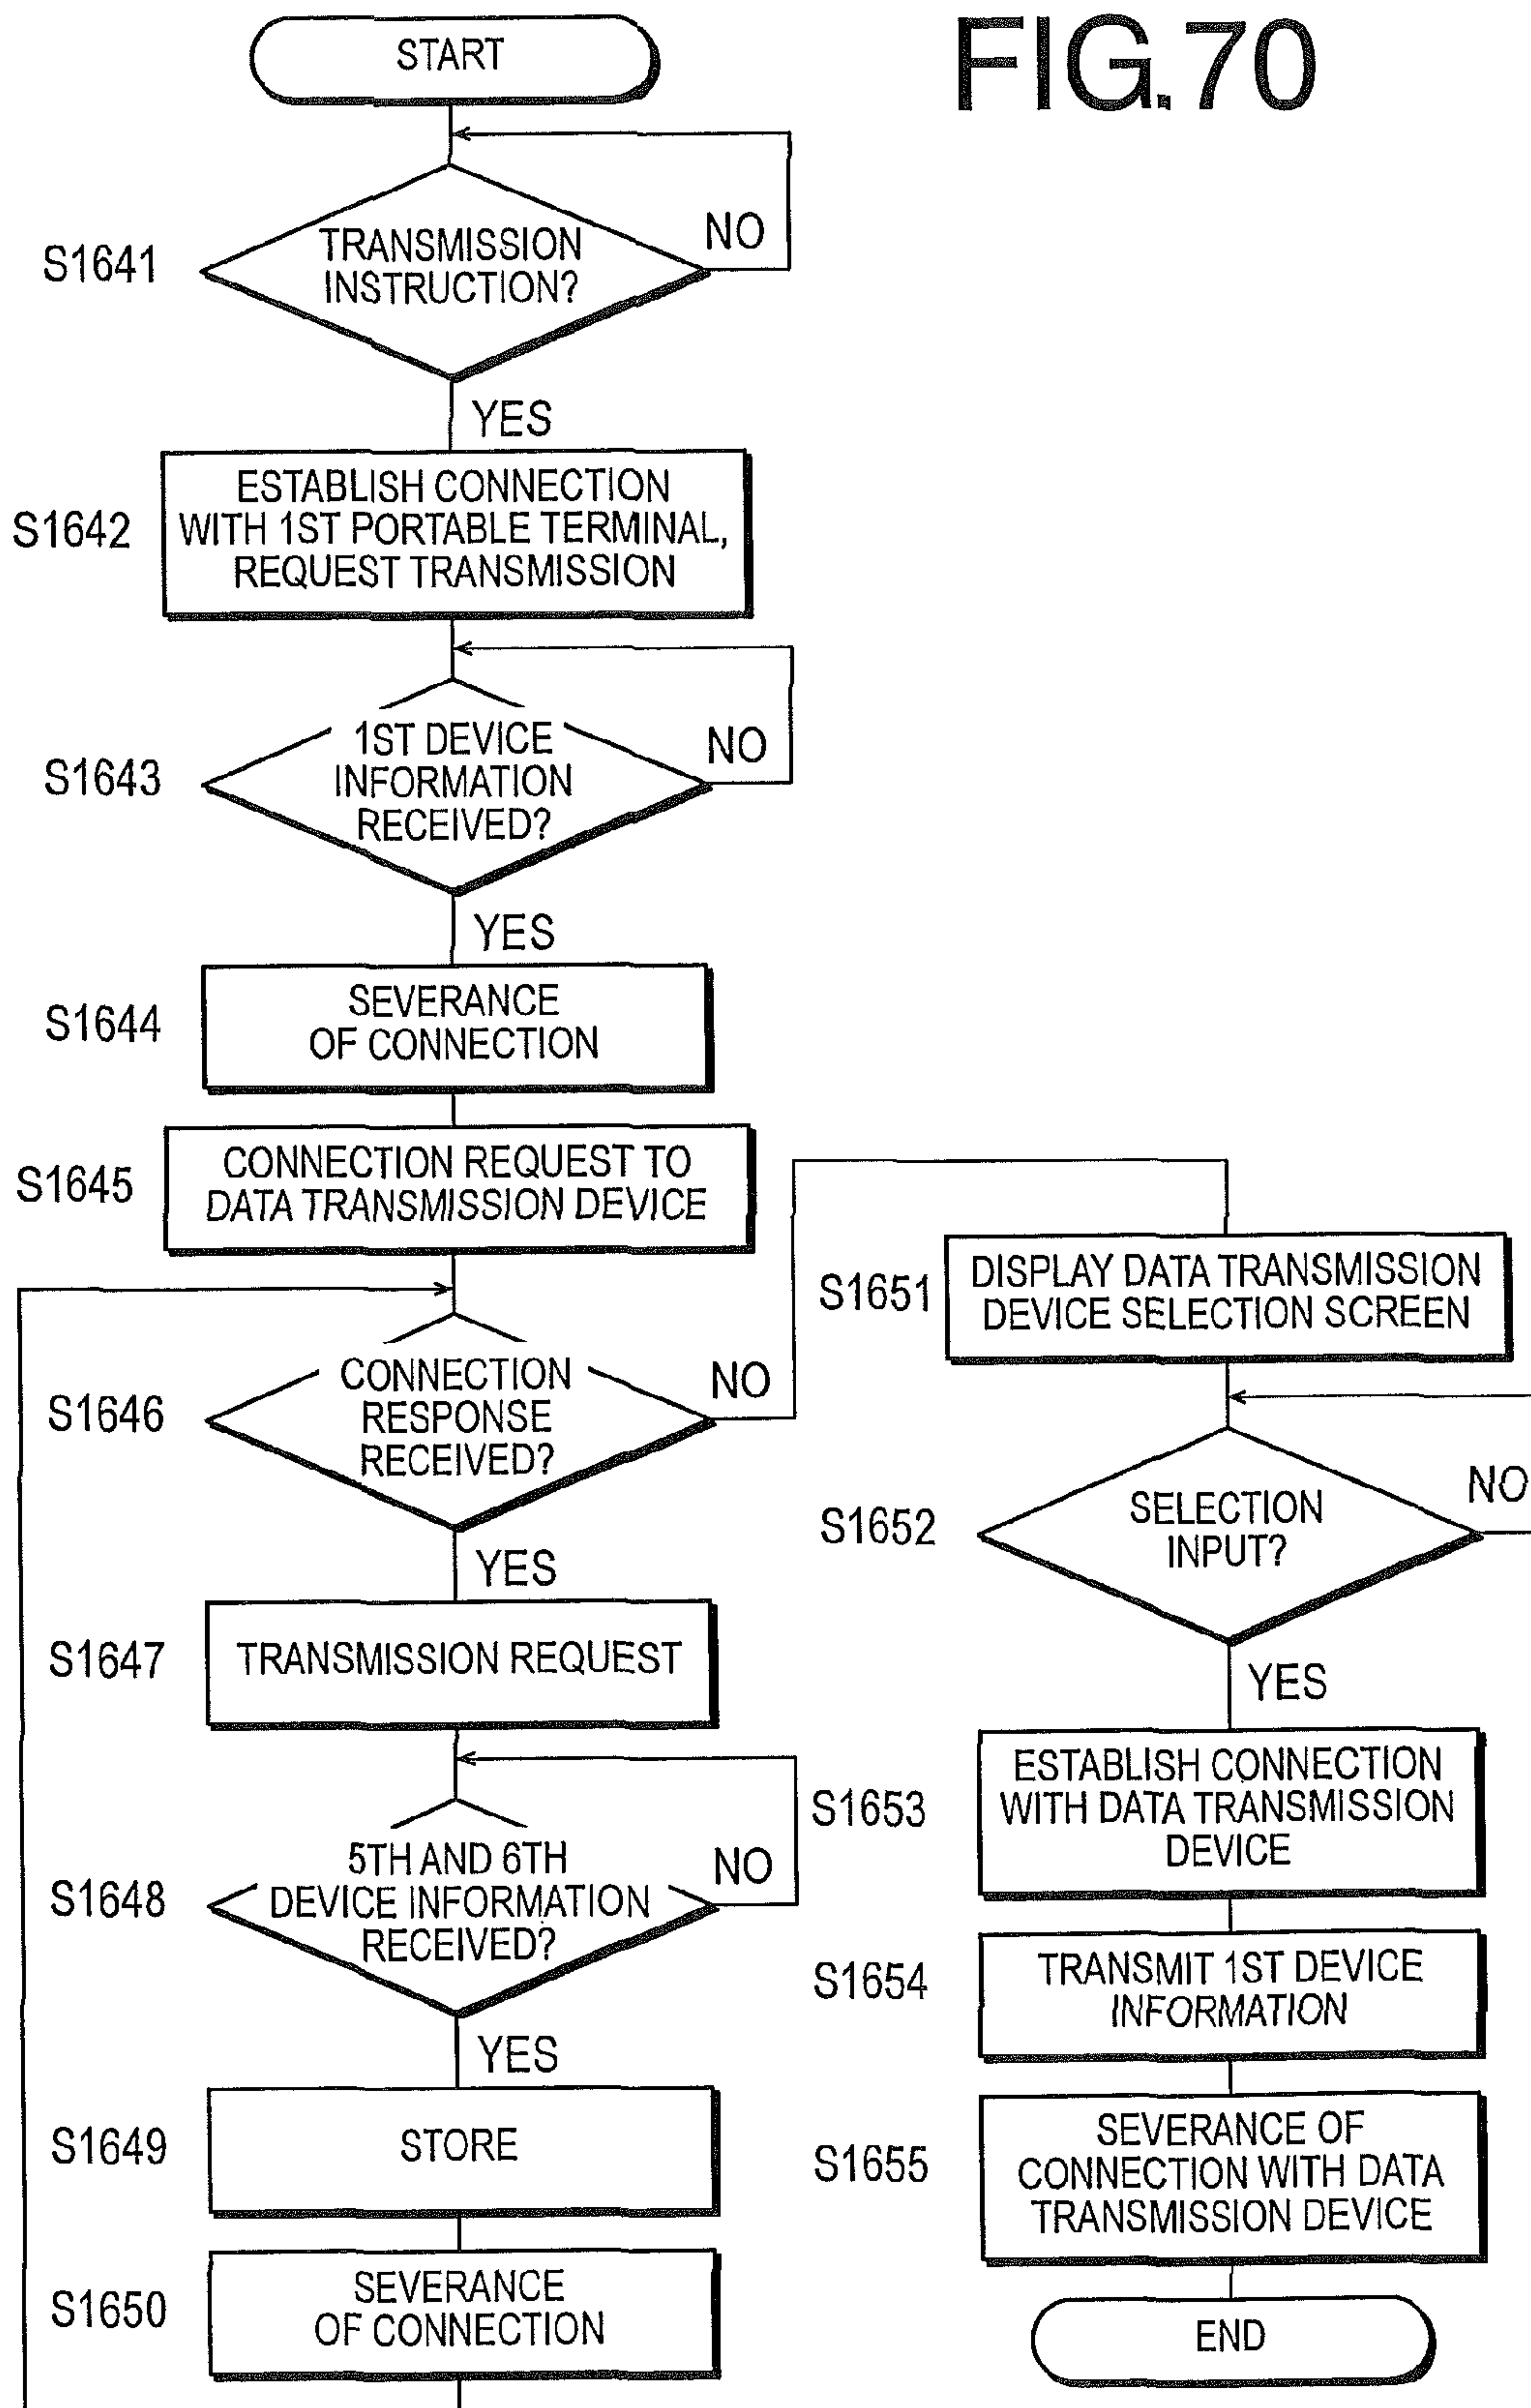 FIG.70
START
S1641
TRANSMISSION
INSTRUCTION?
NO
YES
S1642
ESTABLISH CONNECTION
WITH 1ST PORTABLE TERMINAL,
REQUEST TRANSMISSION
S1643
1ST DEVICE
INFORMATION
RECEIVED?
NO
YES
S1644
SEVERANCE
OF CONNECTION
S1645
CONNECTION REQUEST TO
DATA TRANSMISSION DEVICE
S1646
CONNECTION
RESPONSE
RECEIVED?
NO
YES
S1647
TRANSMISSION REQUEST
S1648
5TH AND 6TH
DEVICE INFORMATION
RECEIVED?
NO
YES
S1649
STORE
S1650
SEVERANCE
OF CONNECTION
S1651
DISPLAY DATA TRANSMISSION
DEVICE SELECTION SCREEN
S1652
SELECTION
INPUT?
NO
YES
S1653
ESTABLISH CONNECTION
WITH DATA TRANSMISSION
DEVICE
S1654
TRANSMIT 1ST DEVICE
INFORMATION
S1655
SEVERANCE OF
CONNECTION WITH DATA
TRANSMISSION DEVICE
END